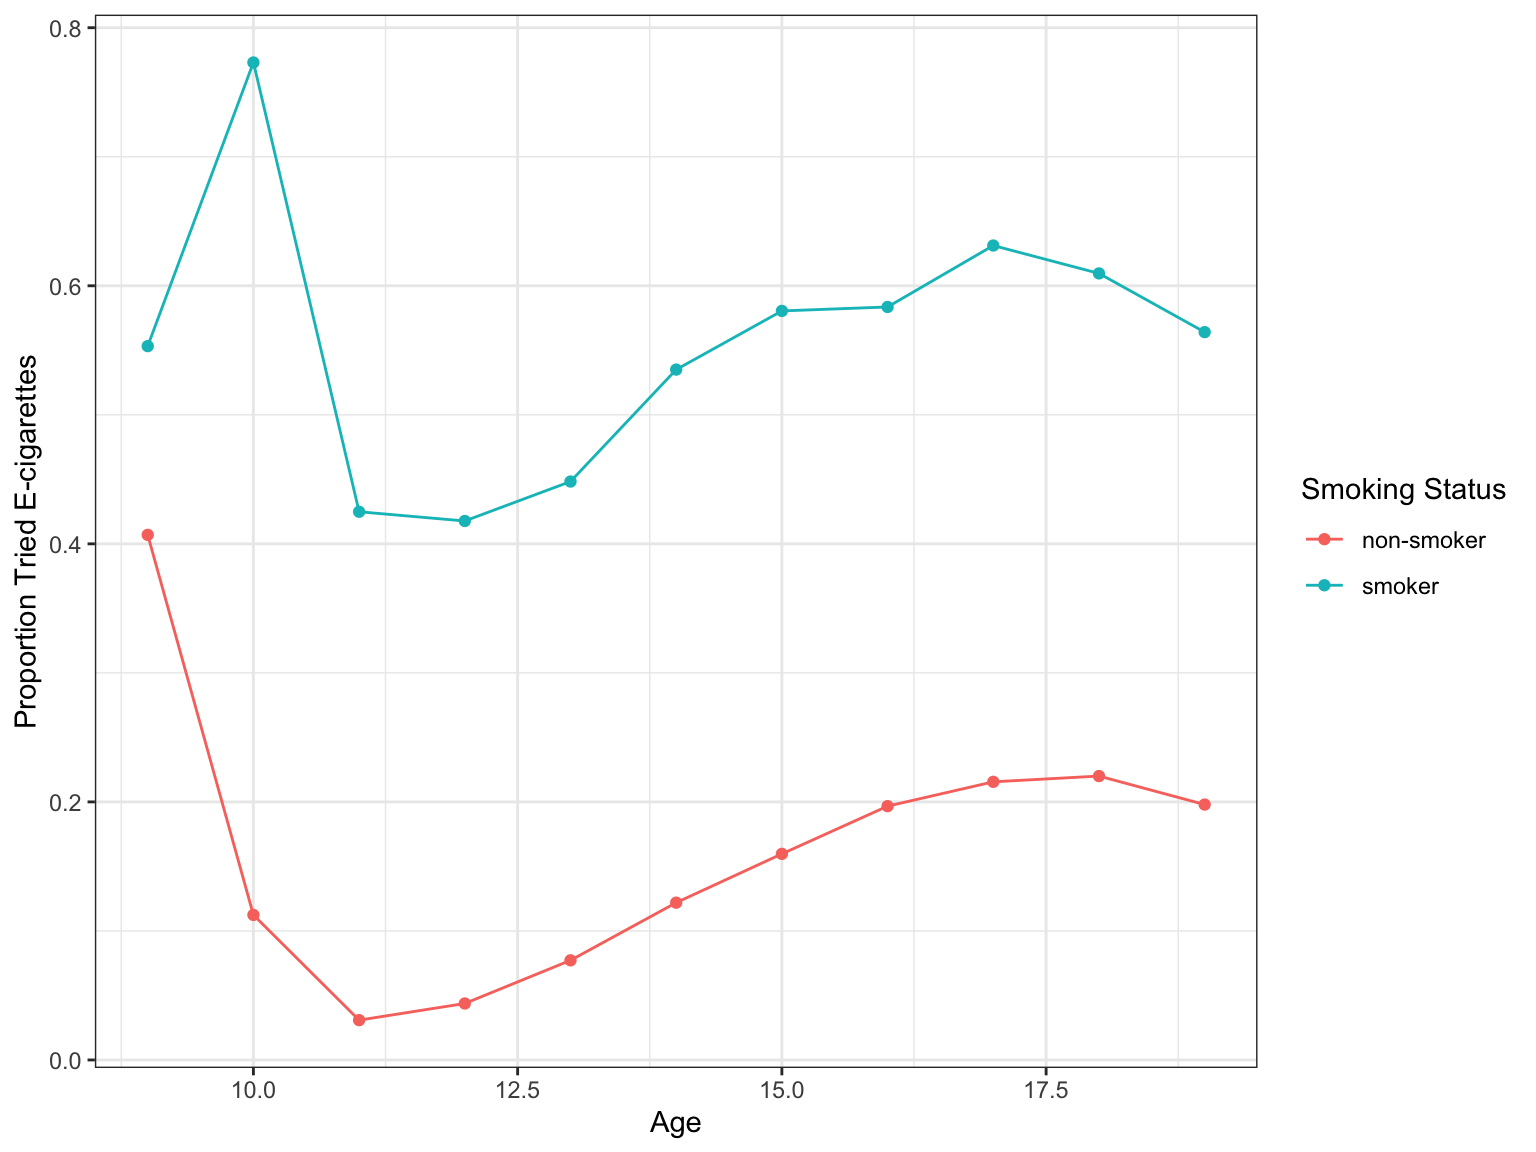 0.8
0.6
0.4
0.2
0.0
Proportion Tried E-cigarettes
10.0
12.5
15.0
17.5
Age
Smoking Status
non-smoker
smoker